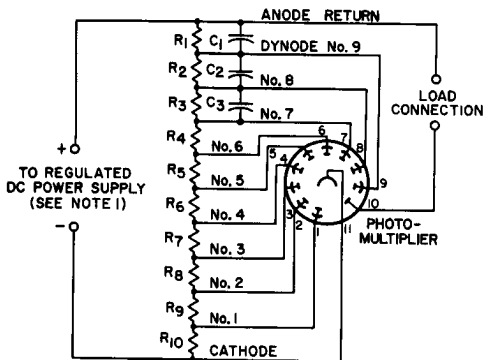 ANODE RETURN
R1
C1
DYNODE No. 9
R2
C2
No. 8
R3
C3
No. 7
LOAD
CONNECTION
R4
No. 6
5
6
7
8
+
TO REGULATED
DC POWER SUPPLY
(SEE NOTE 1)
-
R5
No. 5
4
9
R6
No. 4
3
10
PHOTO-
MULTIPLIER
R7
No. 3
2
1
11
R8
No. 2
R9
No. 1
R10
CATHODE